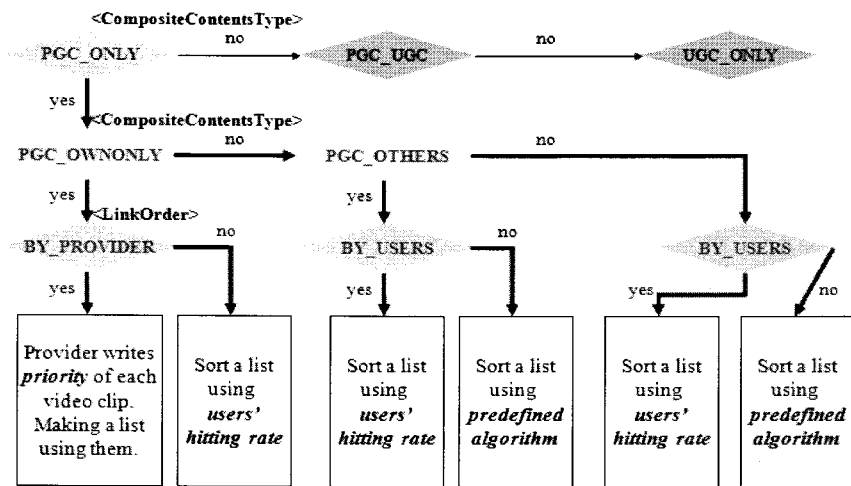 <CompositeContentsType>
PGC_ONLY
no
PGC_UGC
no
UGC_ONLY
yes
<CompositeContentsType>
PGC_OWNONLY
no
PGC_OTHERS
no
yes
<LinkOrder>
yes
BY_PROVIDER
no
BY_USERS
no
BY_USERS
yes
yes
yes
no
Provider writes
priority of each
video clip.
Making a list
using them.
Sort a list
using
users'
hitting rate
Sort a list
using
users'
hitting rate
Sort a list
using
predefined
algorithm
Sort a list
using
users'
hitting rate
Sort a list
using
predefined
algorithm